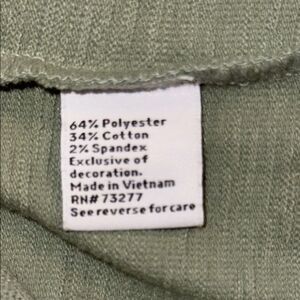 64% Polyester
34% Cotton
2% Spandex
Exclusive of
decoration.
Made in Vietnam
RN# 73277
See reverse for care